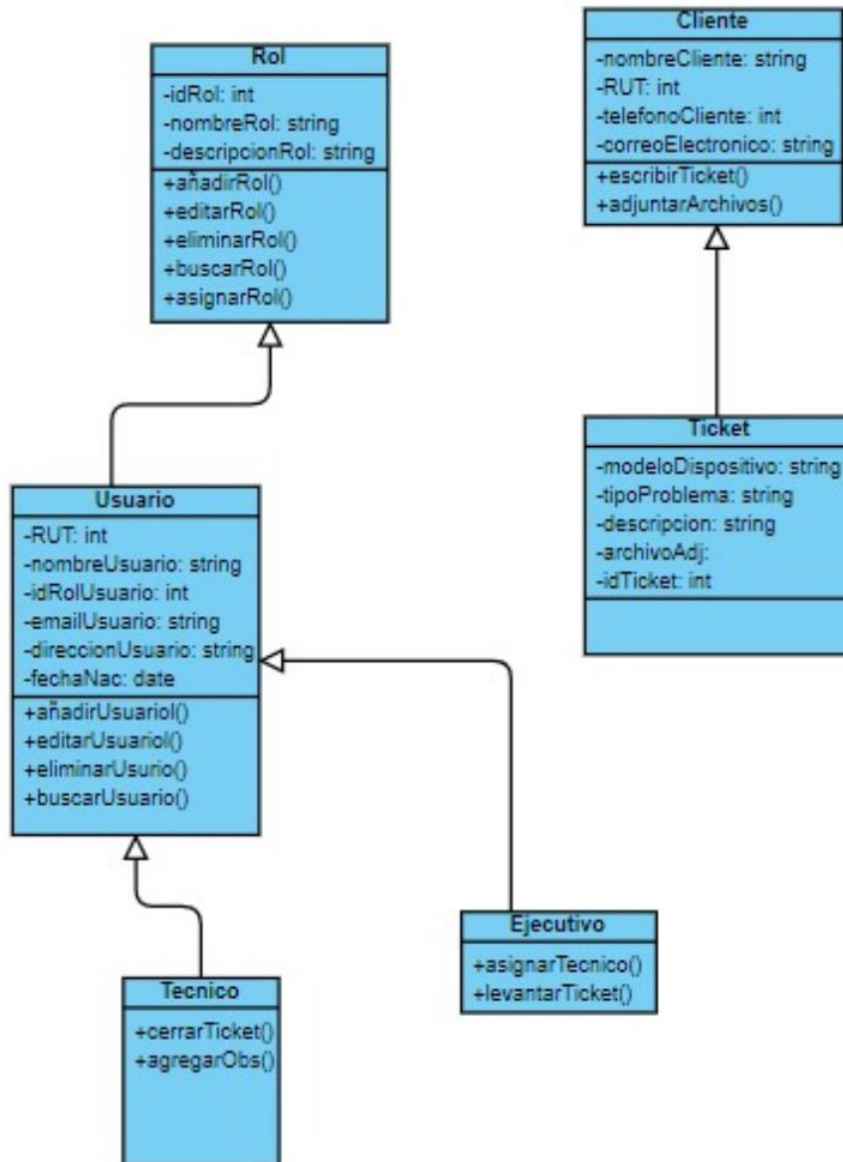 Rol
-idRol: int
-nombreRol: string
-descripcionRol: string
+añadirRol()
+editarRol()
+eliminarRol()
+buscarRol()
+asignarRol()
Cliente
-nombreCliente: string
-RUT: int
-telefonoCliente: int
-correoElectronico: string
+escribirTicket()
+adjuntarArchivos()
Ticket
-modeloDispositivo: string
-tipoProblema: string
-descripcion: string
-archivoAdj:
-idTicket: int
Usuario
-RUT: int
-nombreUsuario: string
-idRolUsuario: int
-emailUsuario: string
-direccionUsuario: string
-fechaNac: date
+añadirUsuariol()
+editarUsuariol()
+eliminarUsurio()
+buscarUsuario()
Ejecutivo
+asignarTecnico()
+levantarTicket()
Tecnico
+cerrarTicket()
+agregarObs()